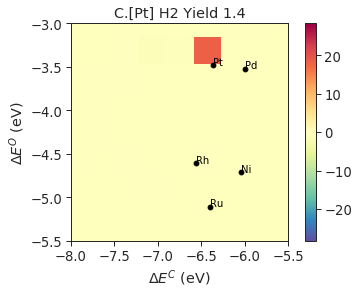 C.[Pt] H2 Yield 1.4
−3.0
−3.5
−4.0
−4.5
−5.0
−5.5
ΔE^O (eV)
Pt
Pd
Rh
Ni
Ru
−8.0 −7.5 −7.0 −6.5 −6.0 −5.5
ΔE^C (eV)
20
10
0
−10
−20